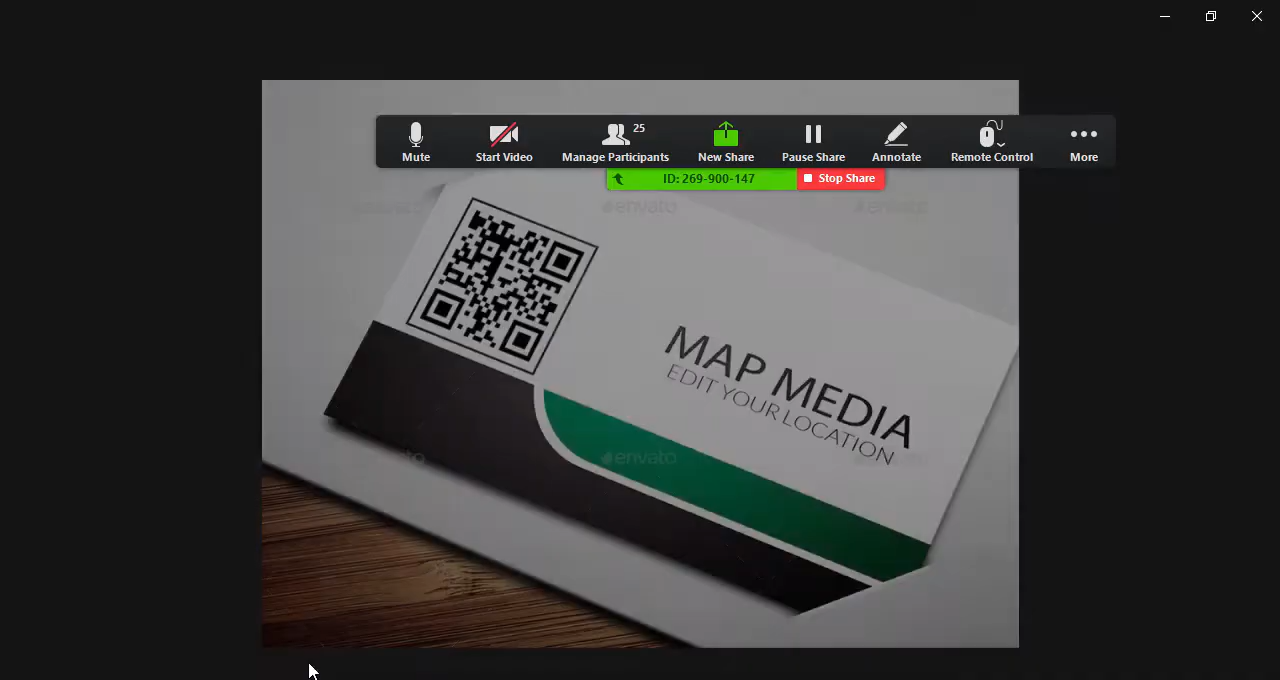 25
Mute
Start Video
Manage Participants
New Share
Pause Share
Annotate
Remote Control
More
ID: 269-900-147
Stop Share
envato
envato
MAP MEDIA
EDIT YOUR LOCATION
envato